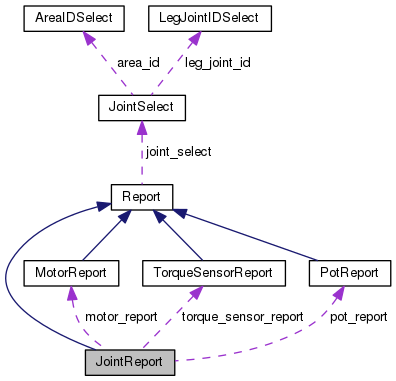 AreaIDSelect
LegJointIDSelect
area_id
leg_joint_id
JointSelect
joint_select
Report
MotorReport
TorqueSensorReport
PotReport
motor_report
torque_sensor_report
pot_report
JointReport